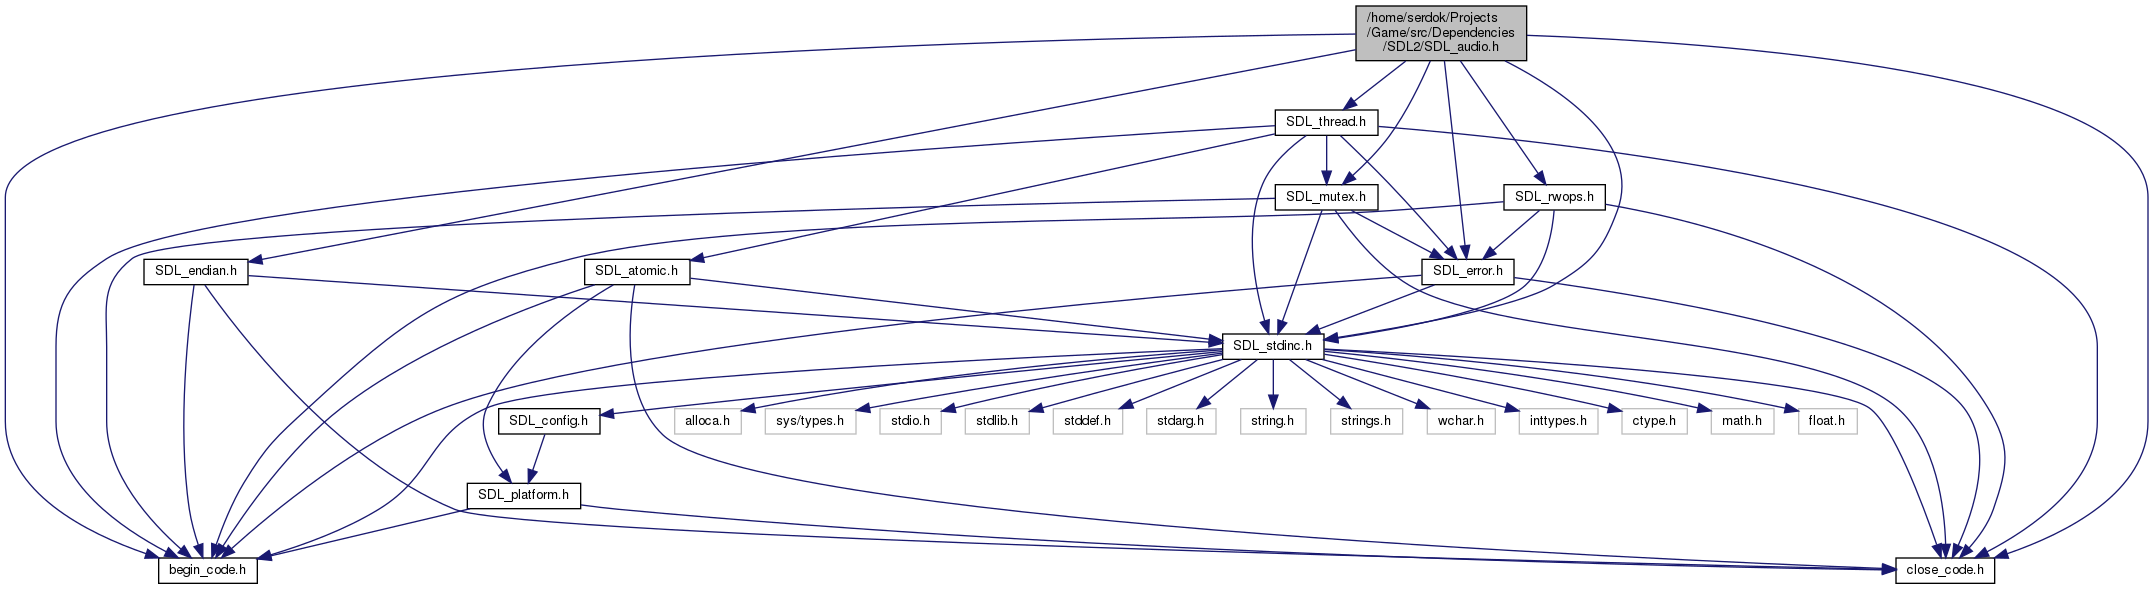 /home/serdok/Projects
/Game/src/Dependencies
/SDL2/SDL_audio.h
SDL_thread.h
SDL_mutex.h
SDL_rwops.h
SDL_endian.h
SDL_atomic.h
SDL_error.h
SDL_stdinc.h
SDL_config.h
alloca.h
sys/types.h
stdio.h
stdlib.h
stddef.h
stdarg.h
string.h
strings.h
wchar.h
inttypes.h
ctype.h
math.h
float.h
SDL_platform.h
begin_code.h
close_code.h